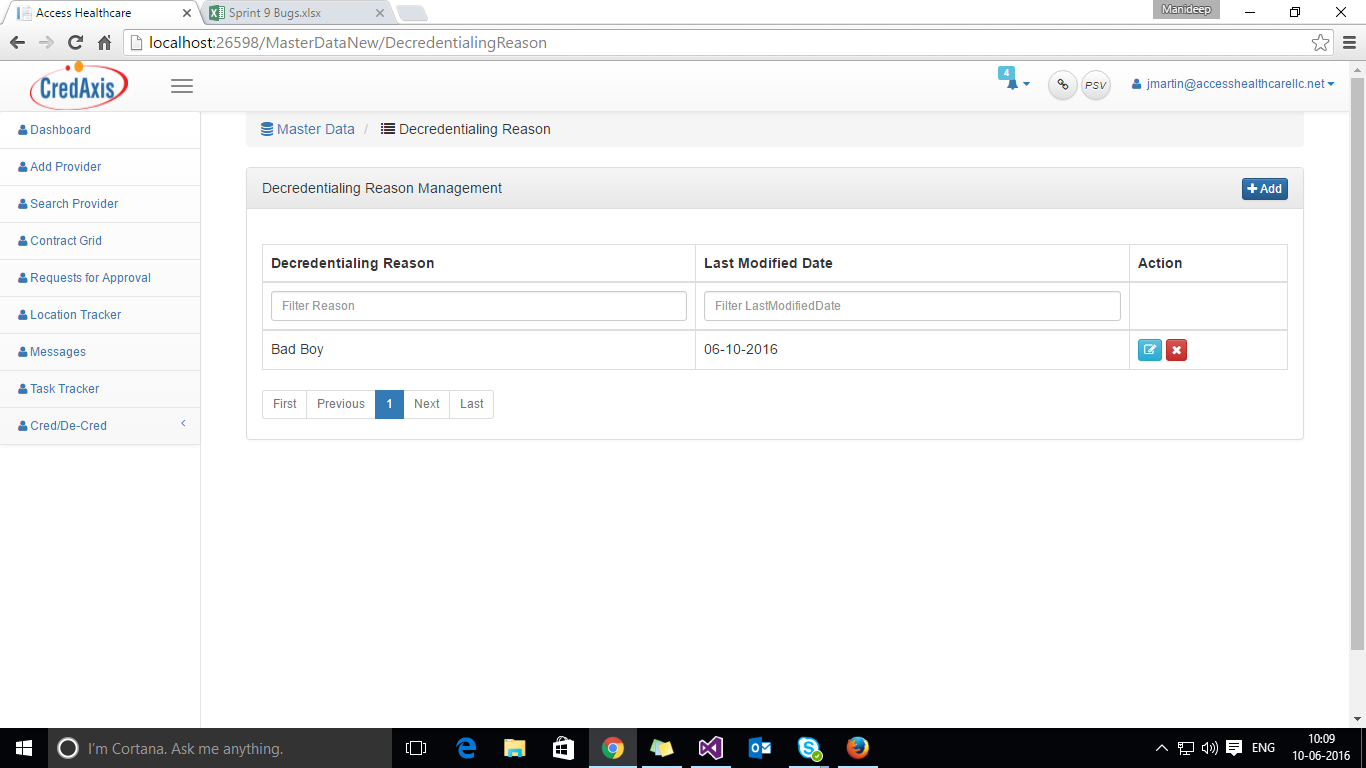 Access Healthcare
Sprint 9 Bugs.xlsx
Manideep
localhost:26598/MasterDataNew/DecredentialingReason
CredAxis
4
PSV
jmartin@accesshealthcarellc.net
Dashboard
Add Provider
Search Provider
Contract Grid
Requests for Approval
Location Tracker
Messages
Task Tracker
Cred/De-Cred
Master Data / Decredentialing Reason
Decredentialing Reason Management
Add
Decredentialing Reason Last Modified Date Action
Filter Reason Filter LastModifiedDate
Bad Boy 06-10-2016
First Previous 1 Next Last
I'm Cortana. Ask me anything.
ENG
10:09
10-06-2016